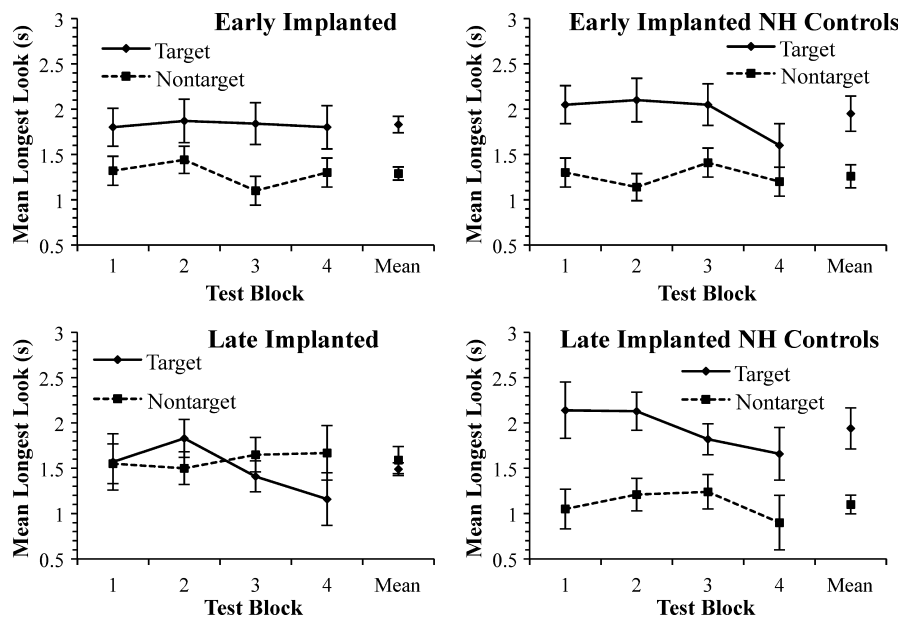 Early Implanted
Mean Longest Look (s)
3
2.5
2
1.5
1
0.5
Target
Nontarget
1 2 3 4 Mean
Test Block
Early Implanted NH Controls
Mean Longest Look (s)
3
2.5
2
1.5
1
0.5
Target
Nontarget
1 2 3 4 Mean
Test Block
Late Implanted
Mean Longest Look (s)
3
2.5
2
1.5
1
0.5
Target
Nontarget
1 2 3 4 Mean
Test Block
Late Implanted NH Controls
Mean Longest Look (s)
3
2.5
2
1.5
1
0.5
Target
Nontarget
1 2 3 4 Mean
Test Block